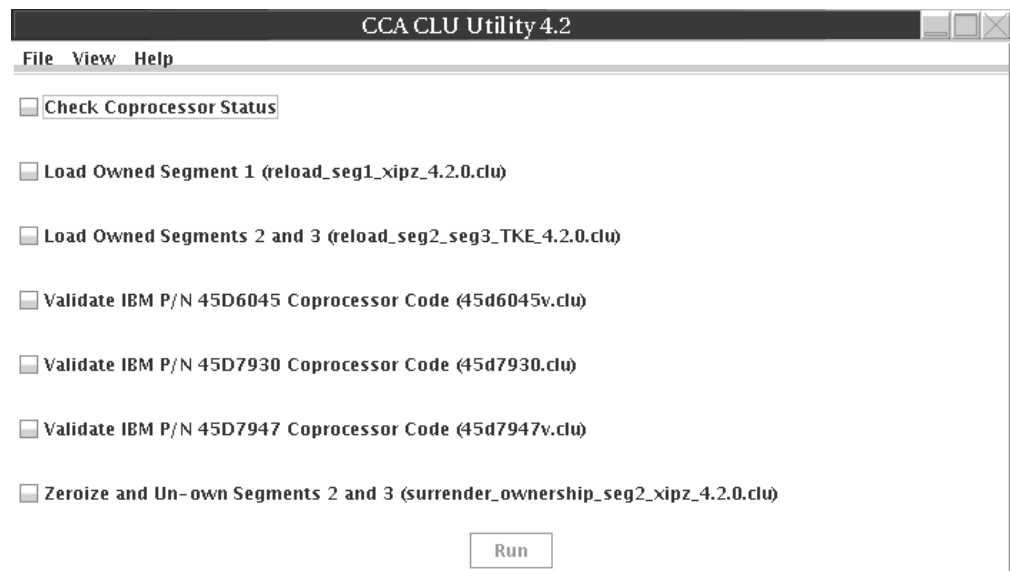 CCA CLU Utility 4.2
File View Help
Check Coprocessor Status
Load Owned Segment 1 (reload_seg1_xipz_4.2.0.clu)
Load Owned Segments 2 and 3 (reload_seg2_seg3_TKE_4.2.0.clu)
Validate IBM P/N 45D6045 Coprocessor Code (45d6045v.clu)
Validate IBM P/N 45D7930 Coprocessor Code (45d7930.clu)
Validate IBM P/N 45D7947 Coprocessor Code (45d7947v.clu)
Zeroize and Un-own Segments 2 and 3 (surrender_ownership_seg2_xipz_4.2.0.clu)
Run